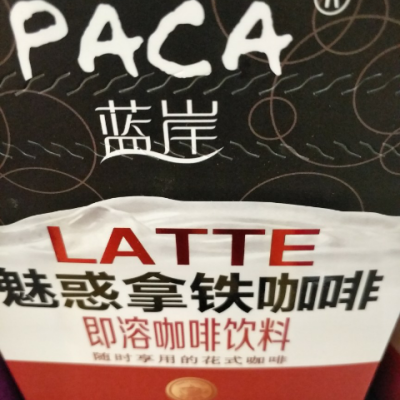 PACA®
蓝岸
LATTE
魅惑拿铁咖啡
即溶咖啡饮料
随时享用的花式咖啡